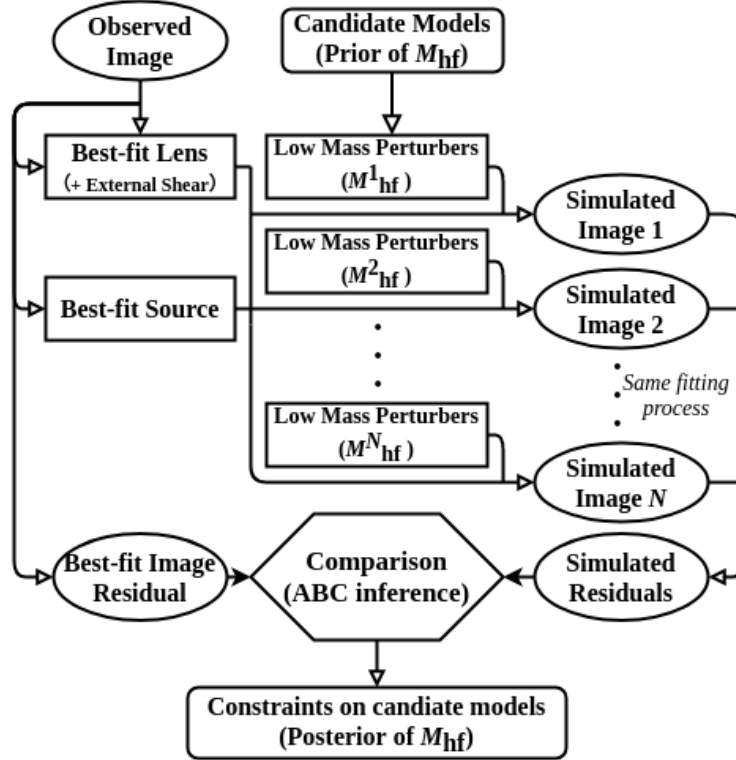 Observed
Image
Candidate Models
(Prior of Mhf)
Best-fit Lens
(+ External Shear)
Low Mass Perturbers
(M1hf )
Simulated
Image 1
Low Mass Perturbers
(M2hf )
Best-fit Source
Simulated
Image 2
Same fitting
process
Low Mass Perturbers
(MNhf )
Simulated
Image N
Best-fit Image
Residual
Comparison
(ABC inference)
Simulated
Residuals
Constraints on candiate models
(Posterior of Mhf)